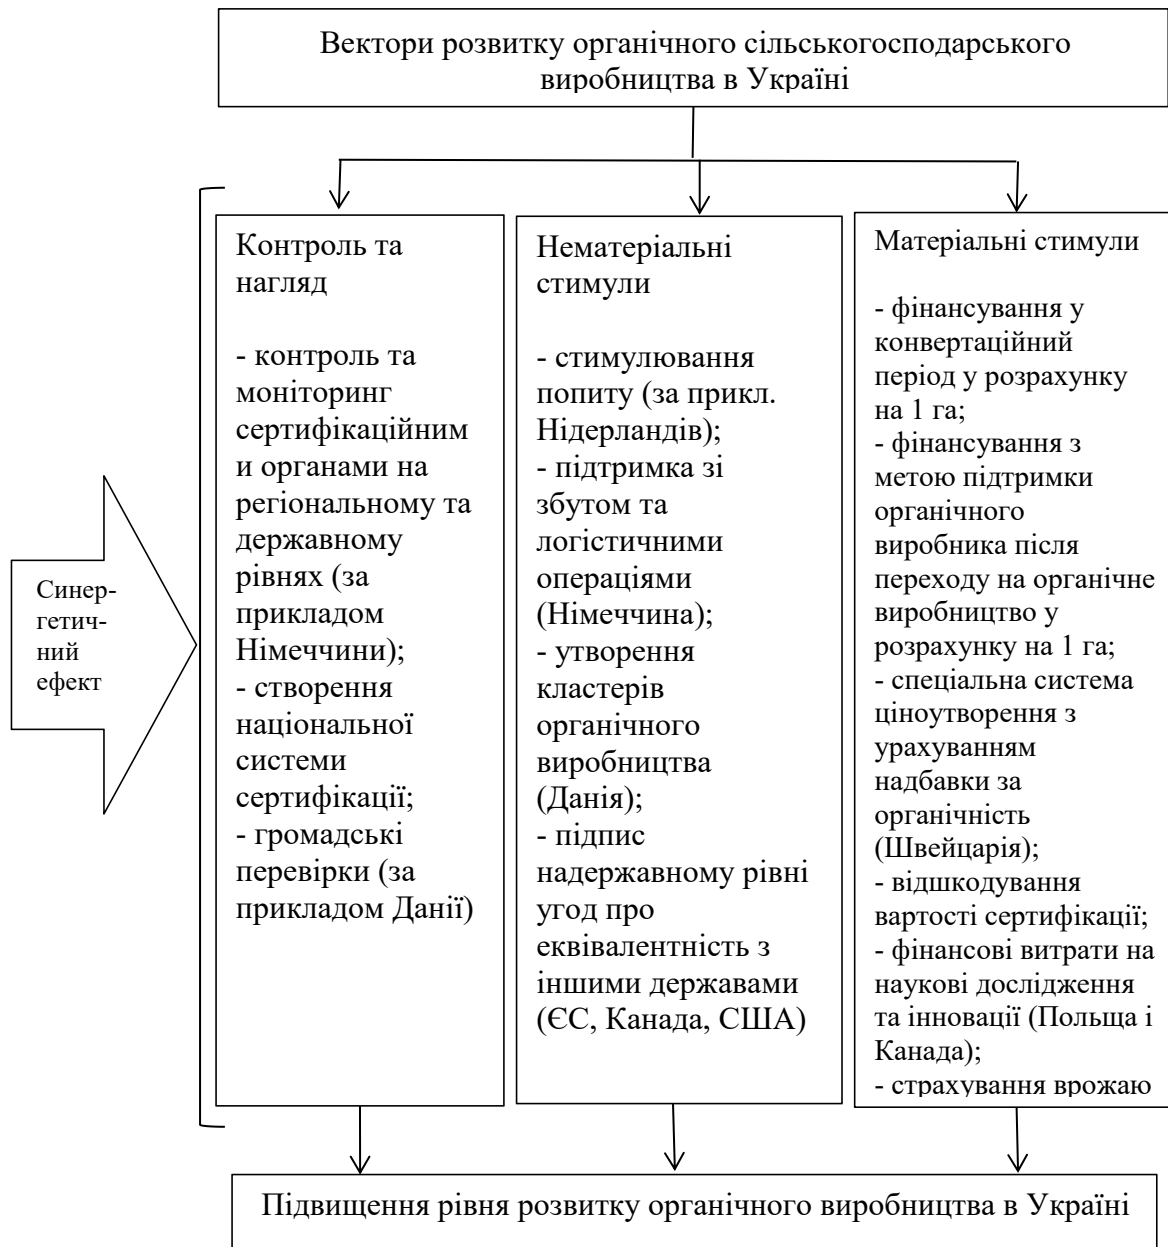 Вектори розвитку органічного сільськогосподарського
виробництва в Україні
Синер-
гетич-
ний
ефект
Контроль та
нагляд
- контроль та
моніторинг
сертифікаційним
и органами на
регіональному та
державному
рівнях (за
прикладом
Німеччини);
- створення
національної
системи
сертифікації;
- громадські
перевірки (за
прикладом Данії)
Нематеріальні
стимули
- стимулювання
попиту (за прикл.
Нідерландів);
- підтримка зі
збутом та
логістичними
операціями
(Німеччина);
- утворення
кластерів
органічного
виробництва
(Данія);
- підпис
надержавному рівні
угод про
еквівалентність з
іншими державами
(ЄС, Канада, США)
Матеріальні стимули
- фінансування у
конвертаційний
період у розрахунку
на 1 га;
- фінансування з
метою підтримки
органічного
виробника після
переходу на органічне
виробництво у
розрахунку на 1 га;
- спеціальна система
ціноутворення з
урахуванням
надбавки за
органічність
(Швейцарія);
- відшкодування
вартості сертифікації;
- фінансові витрати на
наукові дослідження
та інновації (Польща і
Канада);
- страхування врожаю
Підвищення рівня розвитку органічного виробництва в Україні